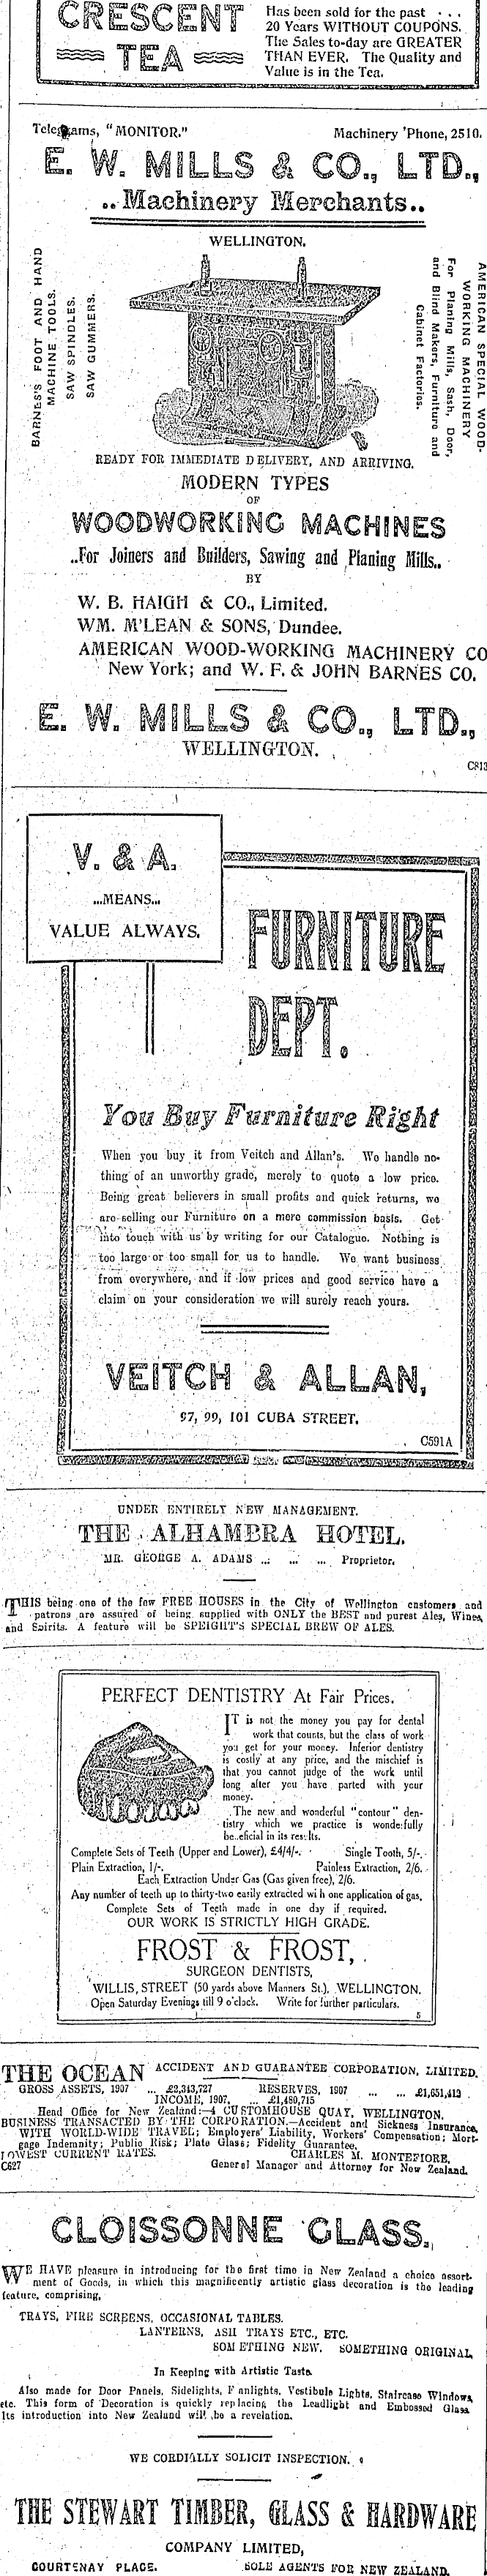 CRESCENT
TEA
Has been sold for the past . . .
20 Years WITHOUT COUPONS.
The Sales to-day are GREATER
THAN EVER. The Quality and
Value is in the Tea.
Telegrams, "MONITOR."
Machinery 'Phone, 2510.
E. W. MILLS & CO., LTD.,
..Machinery Merchants..
WELLINGTON.
BARNES'S FOOT AND HAND
MACHINE TOOLS.
SAW SPINDLES.
SAW GUMMERS.
AMERICAN SPECIAL WOOD-
WORKING MACHINERY
For Planing Mills, Sash, Door,
and Blind Makers, Furniture and
Cabinet Factories.
READY FOR IMMEDIATE DELIVERY, AND ARRIVING.
MODERN TYPES
OF
WOODWORKING MACHINES
..For Joiners and Builders, Sawing and Planing Mills..
BY
W. B. HAIGH & CO., Limited.
WM. M'LEAN & SONS, Dundee.
AMERICAN WOOD-WORKING MACHINERY CO
New York; and W. F. & JOHN BARNES CO.
E. W. MILLS & CO., LTD.,
WELLINGTON.
C813
V. & A.
...MEANS...
VALUE ALWAYS.
FURNITURE
DEPT.
You Buy Furniture Right
When you buy it from Veitch and Allan's. We handle no-
thing of an unworthy grade, merely to quote a low price.
Being great believers in small profits and quick returns, we
are selling our Furniture on a mere commission basis. Get
into touch with us by writing for our Catalogue. Nothing is
too large or too small for us to handle. We want business
from everywhere, and if low prices and good service have a
claim on your consideration we will surely reach yours.
VEITCH & ALLAN,
97, 99, 101 CUBA STREET.
C591A
UNDER ENTIRELY NEW MANAGEMENT.
THE ALHAMBRA HOTEL.
MR. GEORGE A. ADAMS ... ... ... Proprietor.
THIS being one of the few FREE HOUSES in the City of Wellington customers and
patrons are assured of being supplied with ONLY the BEST and purest Ales, Wines,
and Spirits. A feature will be SPEIGHT'S SPECIAL BREW OF ALES.
PERFECT DENTISTRY At Fair Prices.
IT is not the money you pay for dental
work that counts, but the class of work
you get for your money. Inferior dentistry
is costly at any price, and the mischief is
that you cannot judge of the work until
long after you have parted with your
money.
The new and wonderful "contour" den-
tistry which we practice is wonderfully
beneficial in its results.
Complete Sets of Teeth (Upper and Lower), £4/4/-. Single Tooth, 5/-.
Plain Extraction, 1/-. Painless Extraction, 2/6.
Each Extraction Under Gas (Gas given free), 2/6.
Any number of teeth up to thirty-two easily extracted with one application of gas.
Complete Sets of Teeth made in one day if required.
OUR WORK IS STRICTLY HIGH GRADE.
FROST & FROST,
SURGEON DENTISTS,
WILLIS STREET (50 yards above Manners St.), WELLINGTON.
Open Saturday Evenings till 9 o'clock. Write for further particulars.
5
THE OCEAN ACCIDENT AND GUARANTEE CORPORATION, LIMITED.
GROSS ASSETS, 1907 ... £2,343,727 RESERVES, 1907 ... ... £1,651,413
INCOME, 1907, ... £1,480,715
Head Office for New Zealand:—4 CUSTOMHOUSE QUAY, WELLINGTON.
BUSINESS TRANSACTED BY THE CORPORATION.—Accident and Sickness Insurance,
WITH WORLD-WIDE TRAVEL; Employers' Liability, Workers' Compensation; Mort-
gage Indemnity; Public Risk; Plate Glass; Fidelity Guarantee.
LOWEST CURRENT RATES. CHARLES M. MONTEFIORE,
C627 General Manager and Attorney for New Zealand.
CLOISSONNE GLASS.
WE HAVE pleasure in introducing for the first time in New Zealand a choice assort-
ment of Goods, in which this magnificently artistic glass decoration is the leading
feature, comprising,
TRAYS, FIRE SCREENS, OCCASIONAL TABLES.
LANTERNS, ASH TRAYS ETC., ETC.
SOMETHING NEW. SOMETHING ORIGINAL
In Keeping with Artistic Taste.
Also made for Door Panels, Sidelights, Fanlights, Vestibule Lights, Staircase Windows,
etc. This form of Decoration is quickly replacing the Leadlight and Embossed Glass.
Its introduction into New Zealand will be a revelation.
WE CORDIALLY SOLICIT INSPECTION.
THE STEWART TIMBER, GLASS & HARDWARE
COMPANY LIMITED,
COURTENAY PLACE. SOLE AGENTS FOR NEW ZEALAND.